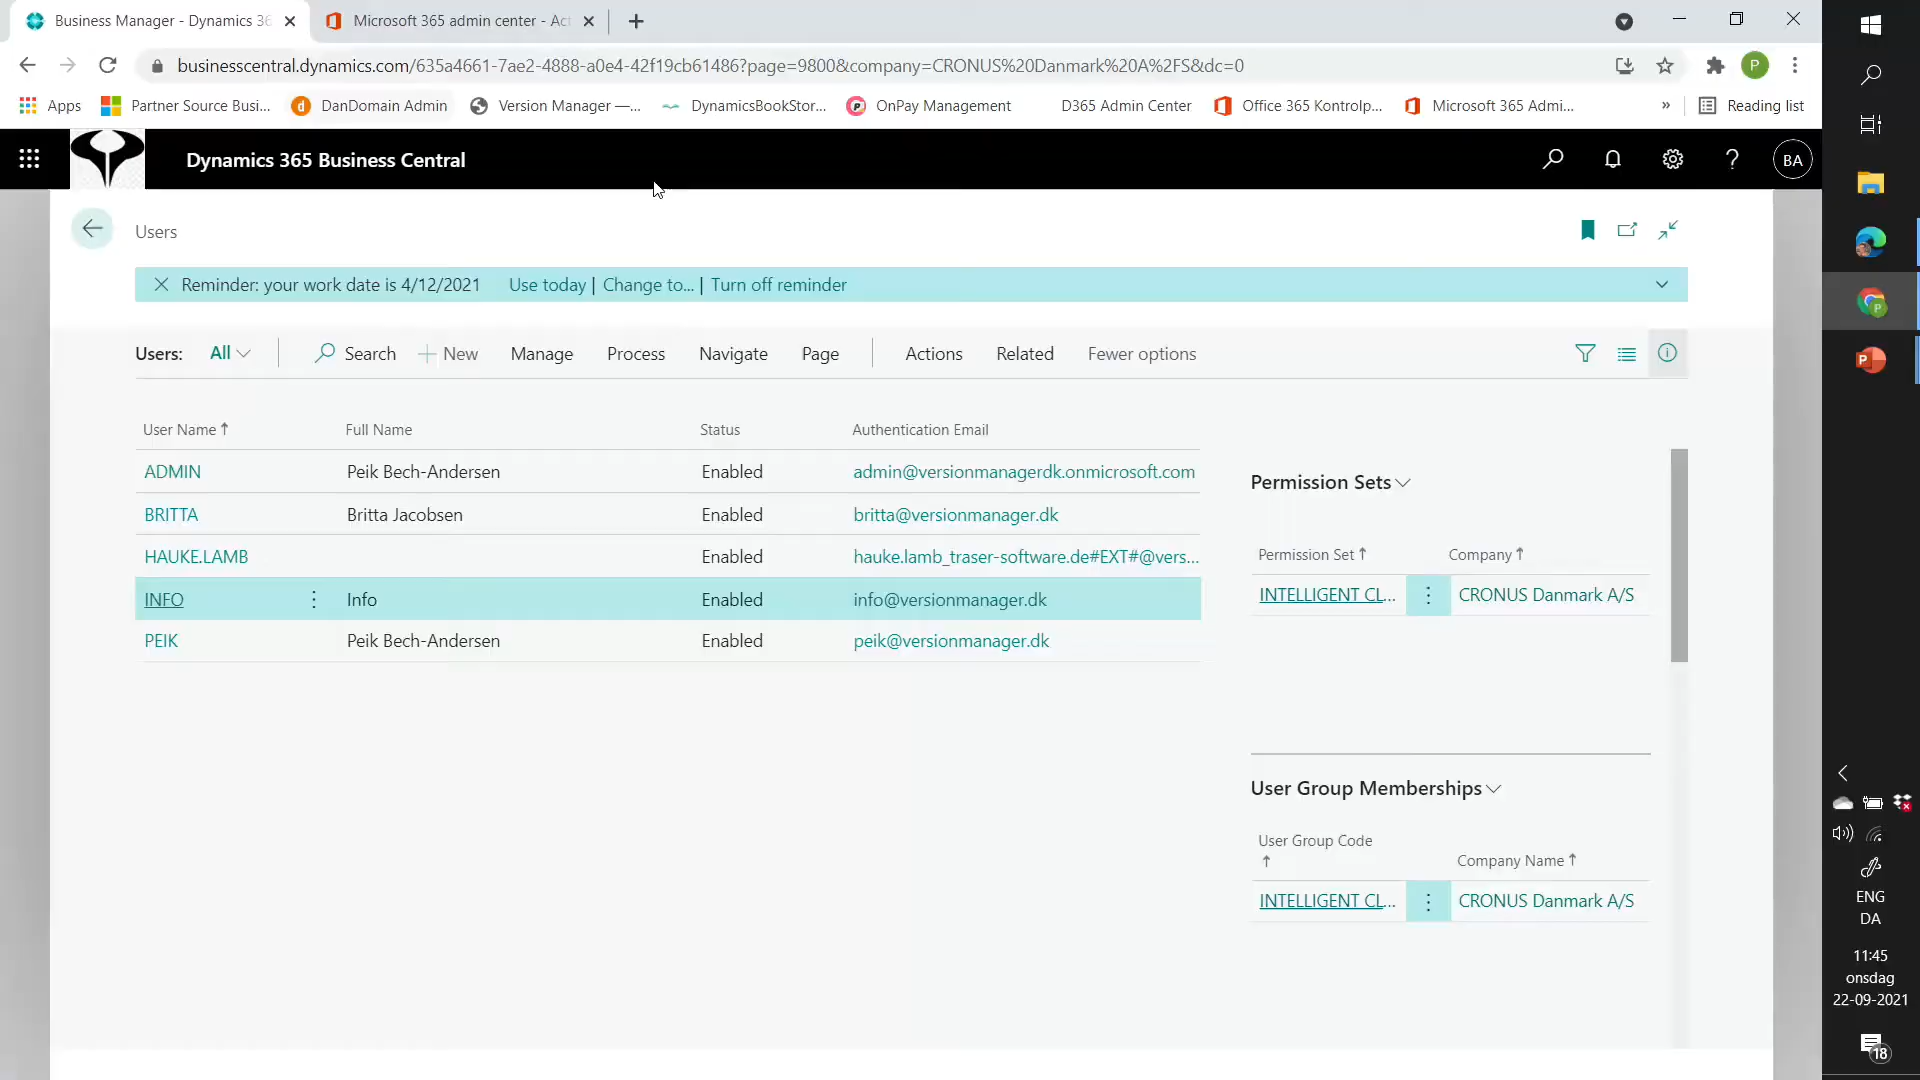 Business Manager - Dynamics 36
Microsoft 365 admin center - Act
businesscentral.dynamics.com/635a4661-7ae2-4888-a0e4-42f19cb61486?page=9800&company=CRONUS%20Danmark%20A%2FS&dc=0
P
Apps
Partner Source Busi...
DanDomain Admin
Version Manager —...
DynamicsBookStor...
OnPay Management
D365 Admin Center
Office 365 Kontrolp...
Microsoft 365 Admi...
»
Reading list
Dynamics 365 Business Central
BA
Users
Reminder: your work date is 4/12/2021 Use today | Change to... | Turn off reminder
Users: All Search + New Manage Process Navigate Page Actions Related Fewer options
User Name ↑ Full Name Status Authentication Email
ADMIN Peik Bech-Andersen Enabled admin@versionmanagerdk.onmicrosoft.com
BRITTA Britta Jacobsen Enabled britta@versionmanager.dk
HAUKE.LAMB Enabled hauke.lamb_traser-software.de#EXT#@vers...
INFO Info Enabled info@versionmanager.dk
PEIK Peik Bech-Andersen Enabled peik@versionmanager.dk
Permission Sets
Permission Set ↑ Company ↑
INTELLIGENT CL... CRONUS Danmark A/S
User Group Memberships
User Group Code ↑ Company Name ↑
INTELLIGENT CL... CRONUS Danmark A/S
P
P
ENG
DA
11:45
onsdag
22-09-2021
18